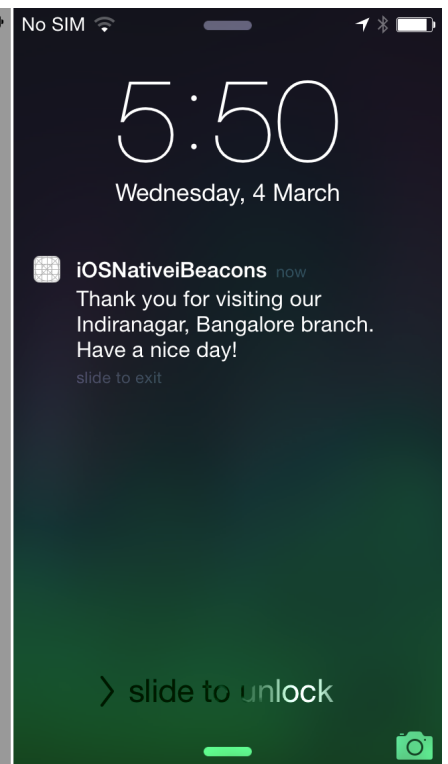 No SIM
5:50
Wednesday, 4 March
iOSNativeiBeacons now
Thank you for visiting our
Indiranagar, Bangalore branch.
Have a nice day!
slide to exit
> slide to unlock